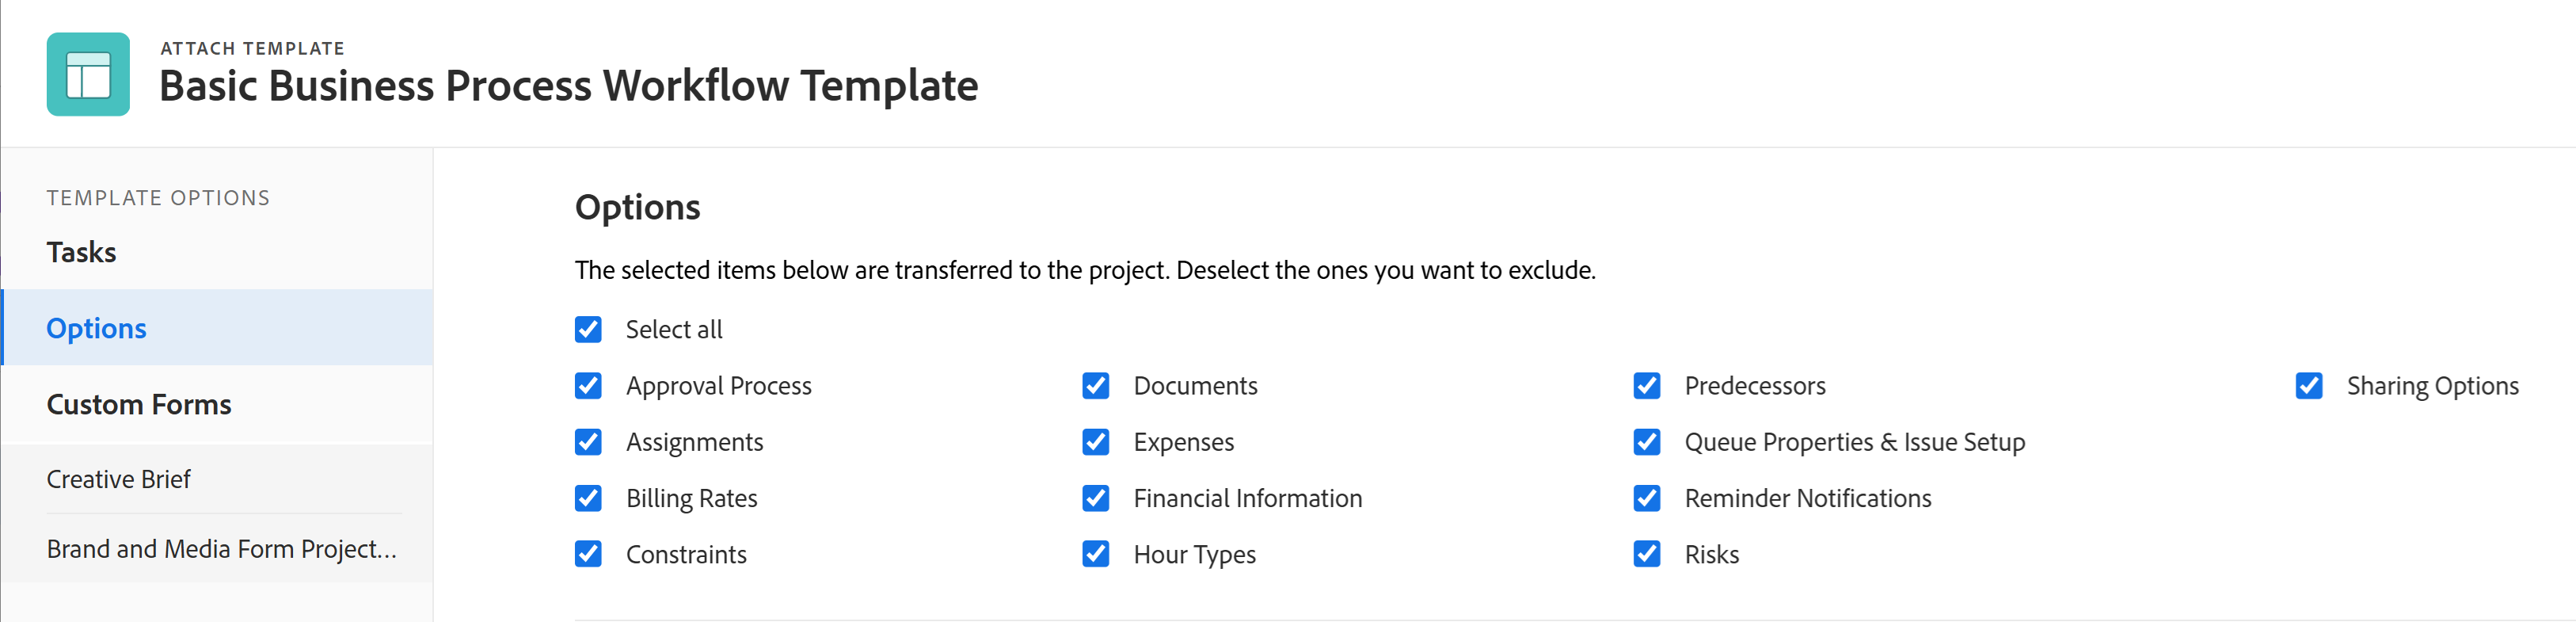 ATTACH TEMPLATE
Basic Business Process Workflow Template
TEMPLATE OPTIONS
Tasks
Options
Custom Forms
Creative Brief
Brand and Media Form Project...
Options
The selected items below are transferred to the project. Deselect the ones you want to exclude.
Select all
Approval Process Documents Predecessors Sharing Options
Assignments Expenses Queue Properties & Issue Setup
Billing Rates Financial Information Reminder Notifications
Constraints Hour Types Risks